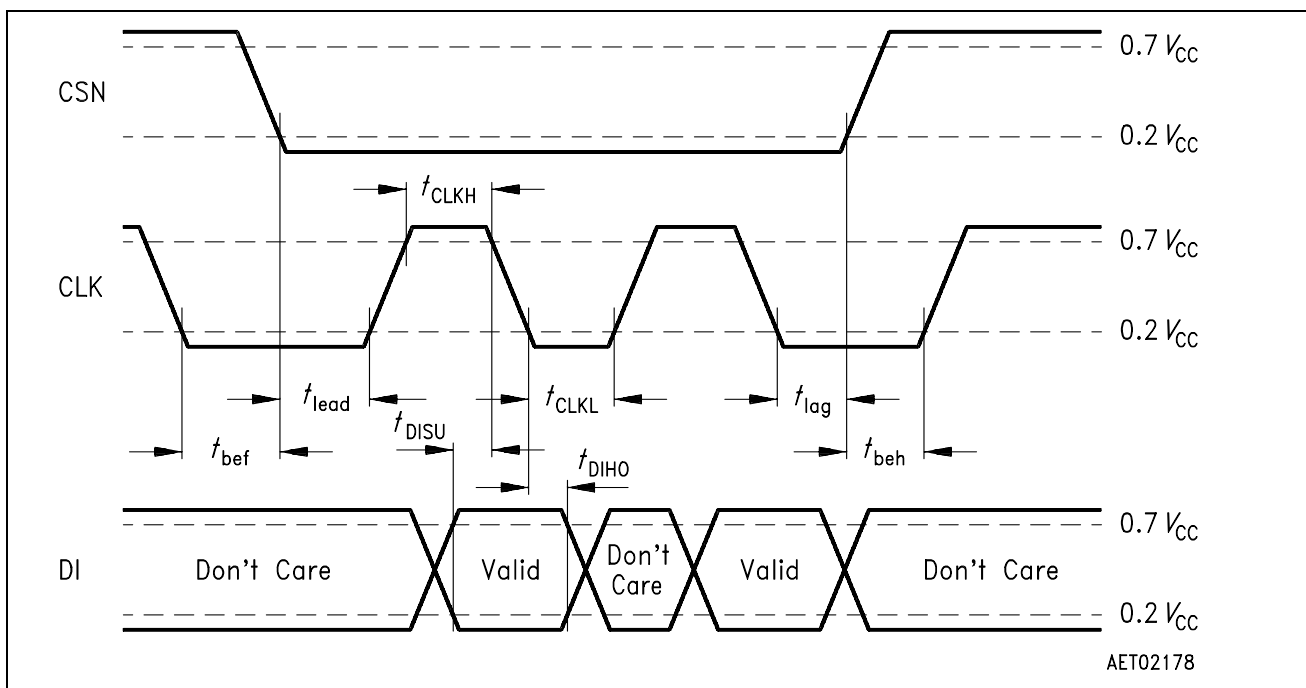 0.7 VCC
CSN
0.2 VCC
tCLKH
0.7 VCC
CLK
0.2 VCC
tlead
tCLKL
tlag
tDISU
tbef
tDIHO
tbeh
0.7 VCC
DI
Don't Care
Valid
Don't
Care
Valid
Don't Care
0.2 VCC
AET02178